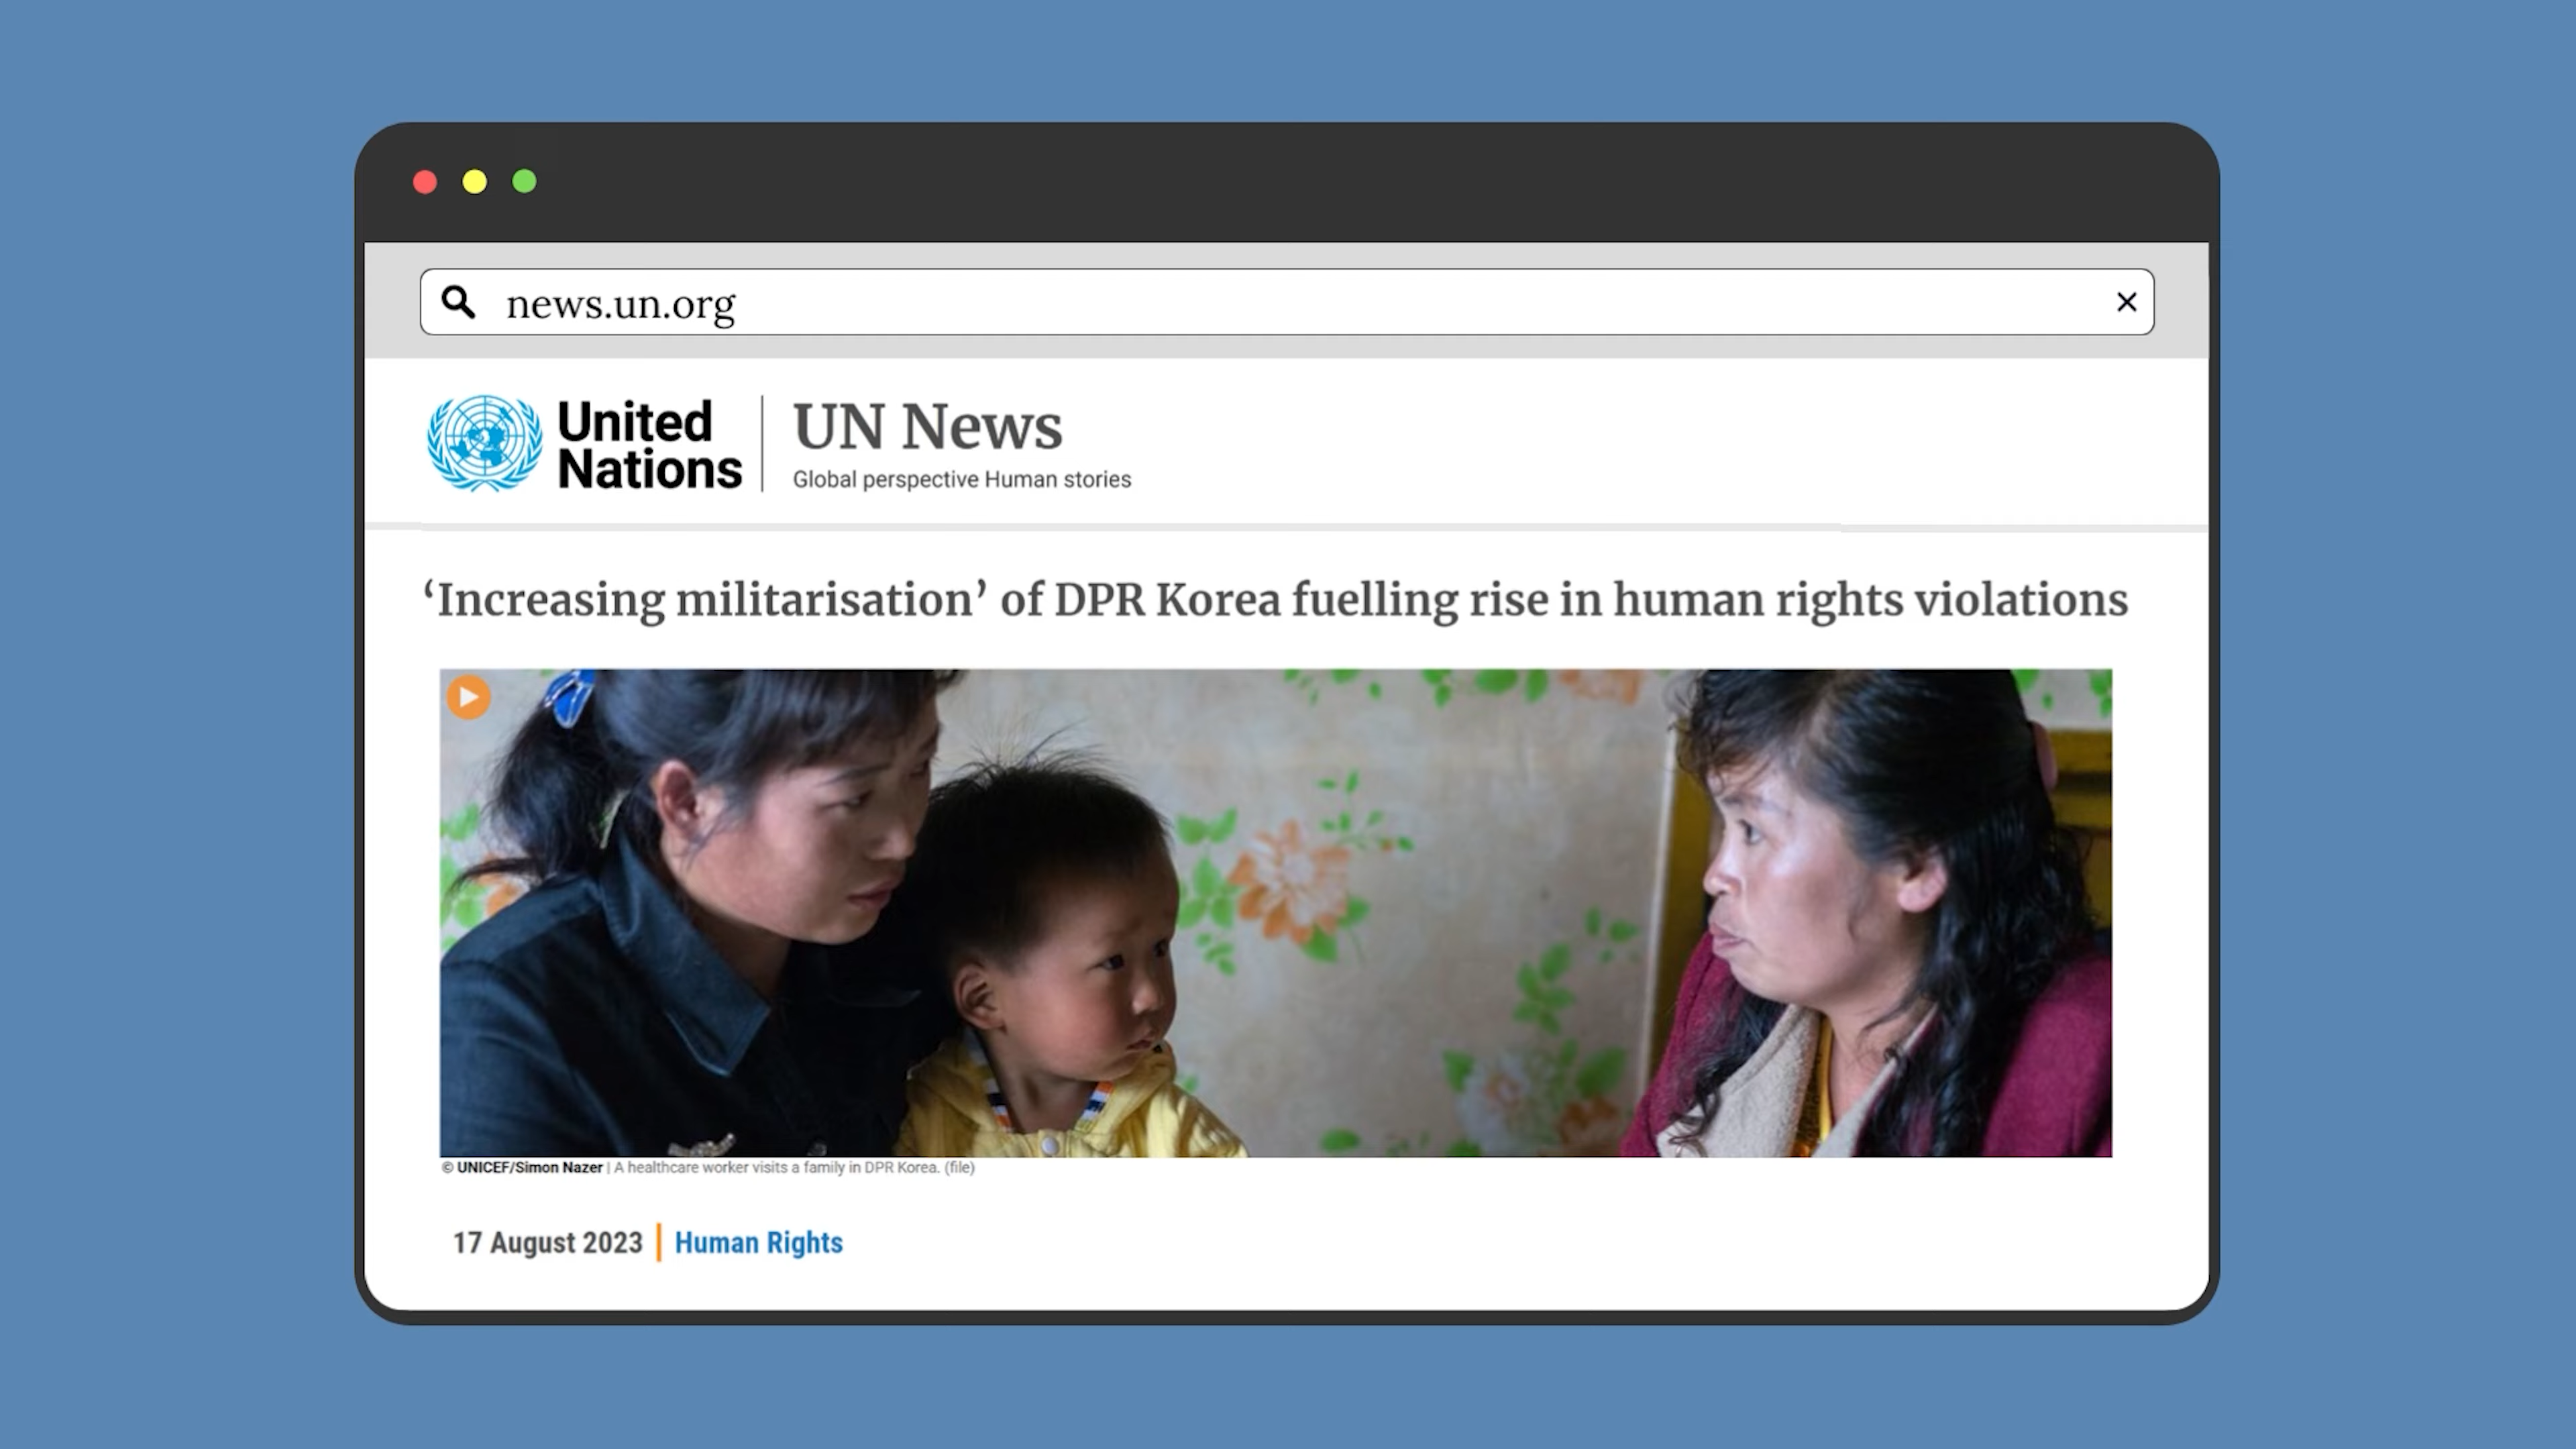 news.un.org
United
Nations
UN News
Global perspective Human stories
‘Increasing militarisation’ of DPR Korea fuelling rise in human rights violations
© UNICEF/Simon Nazer | A healthcare worker visits a family in DPR Korea. (file)
17 August 2023 | Human Rights